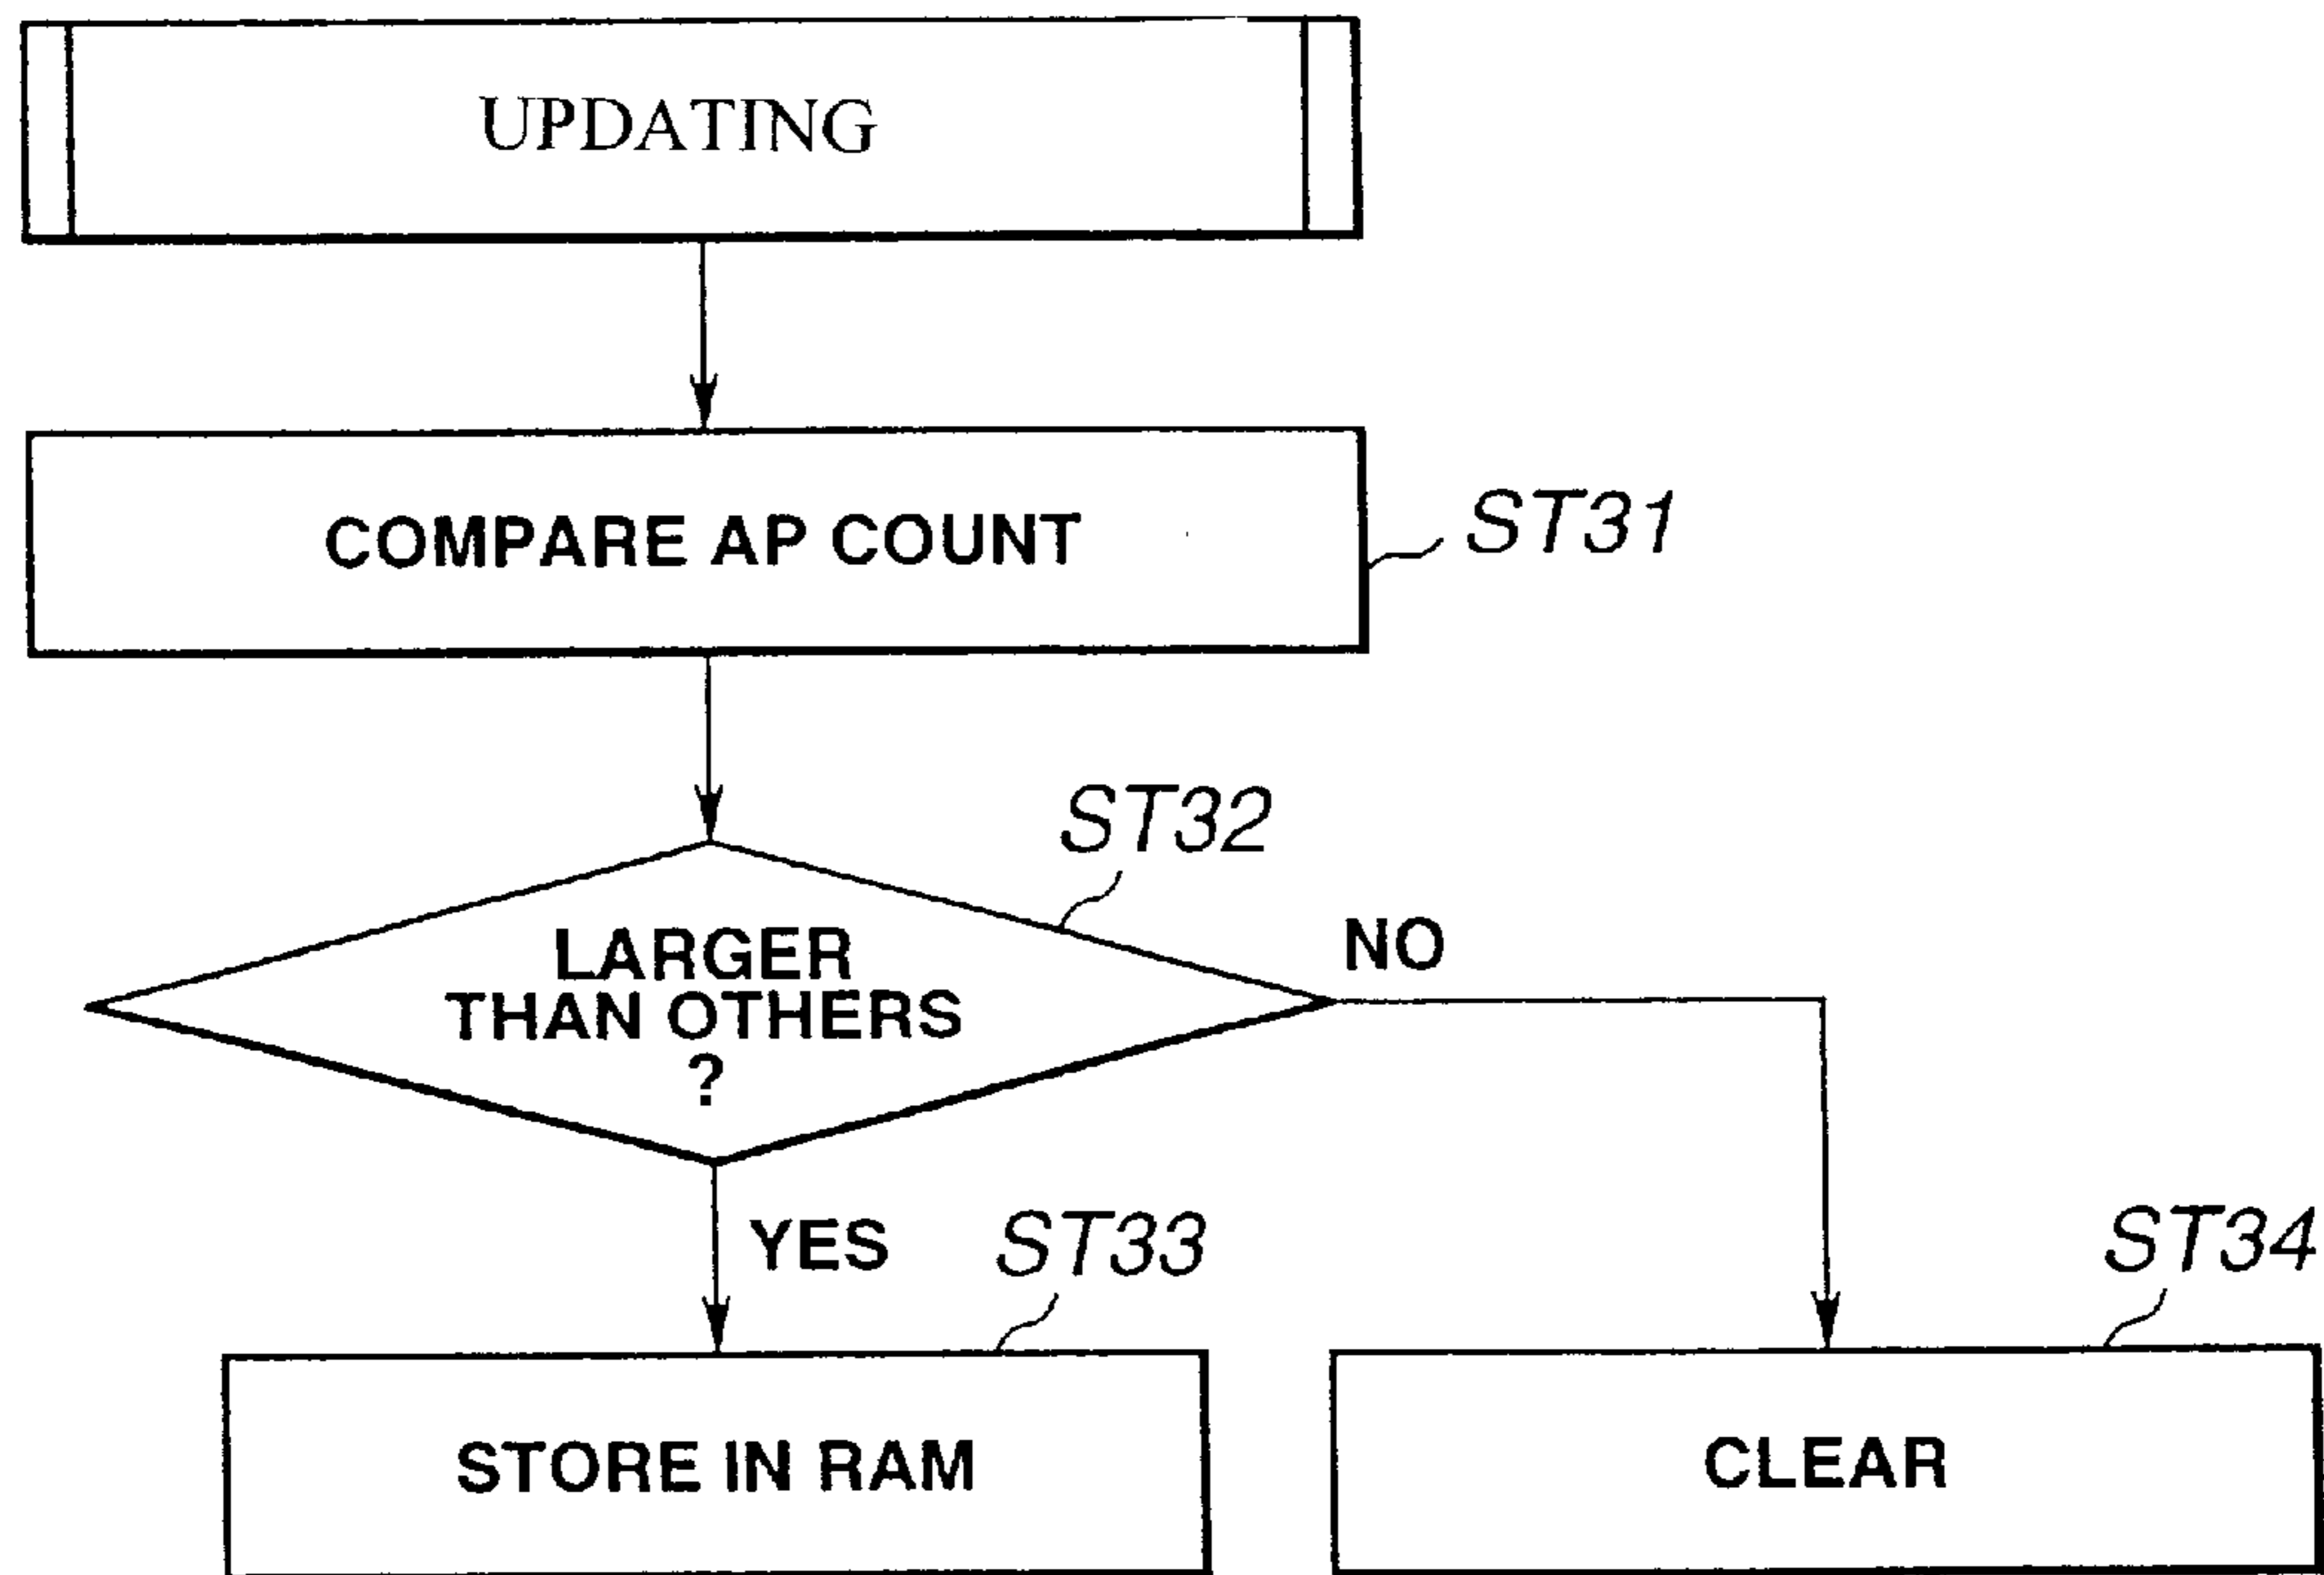 UPDATING
COMPARE AP COUNT
ST31
ST32
LARGER
THAN OTHERS
?
NO
YES
ST33
ST34
STORE IN RAM
CLEAR